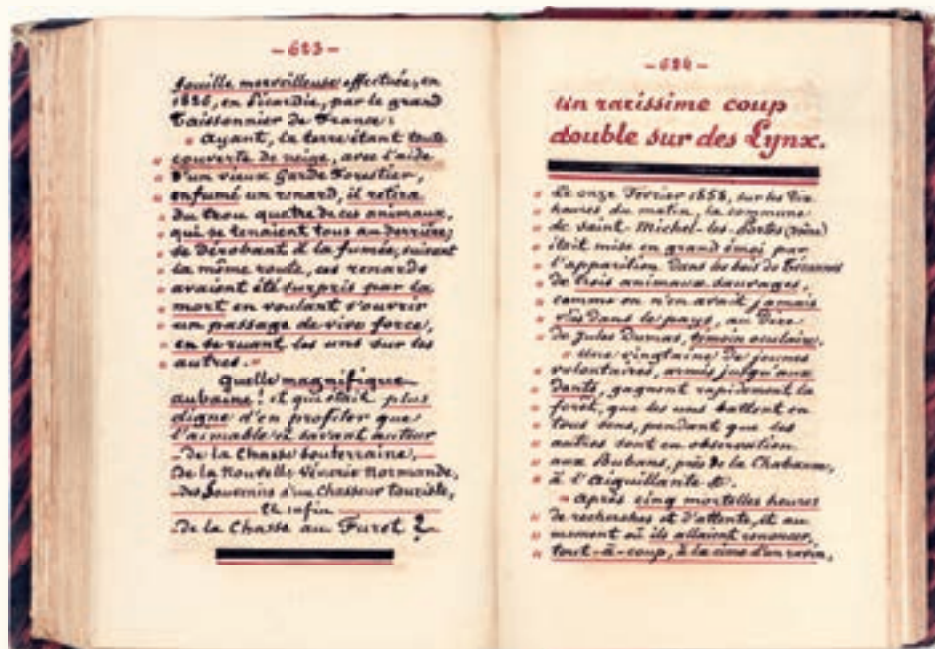 - 683 -
fouille merveilleuse effectuée, en
1886, en Picardie, par le grand
Taissonnier de France:
" Ayant, la terre étant toute
" couverte de neige, avec l'aide
" d'un vieux Garde Forestier,
" enfumé un renard, il retira
" du trou quatre de ces animaux,
" qui se tenaient tous au derrière;
" se dérobant à la fumée, suivant
" la même route, ces renards
" avaient été surpris par la
" mort en voulant s'ouvrir
" un passage de vive force,
" en se ruant les uns sur les
" autres. "
Quelle magnifique
aubaine! et qui était plus
digne d'en profiter que
l'aimable et savant auteur
de la Chasse souterraine,
de la Nouvelle Vénerie Normande,
des Souvenirs d'un Chasseur touriste,
et enfin
de la Chasse au Furet ?
- 684 -
Un rarissime coup
double sur des Lynx.
" Le onze Février 1858, sur les dix
" heures du matin, la commune
" de Saint Michel-les-Portes
" était mise en grand émoi par
" l'apparition dans les bois de
" de trois animaux sauvages,
" comme on n'en avait jamais
" vus dans le pays, au dire
" de Jules Dumas, témoin oculaire.
" Une vingtaine de jeunes
" volontaires, armés jusqu'aux
" dents, gagnent rapidement la
" forêt, que les uns battent en
" tous sens, pendant que les
" autres sont en observation
" aux Bubans, près de la Chabanne,
" à l'Aiguillante &.
" Après cinq mortelles heures
" de recherches et d'attente, et au
" moment où ils allaient renoncer,
" tout-à-coup, à la cime d'un ravin,